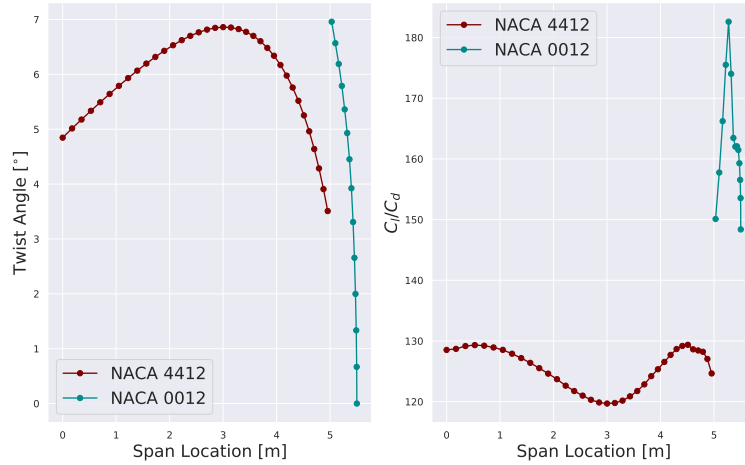 Twist Angle [°]
7
6
5
4
3
2
1
0
NACA 4412
NACA 0012
0 1 2 3 4 5
Span Location [m]
C_l/C_d
180
170
160
150
140
130
120
NACA 4412
NACA 0012
0 1 2 3 4 5
Span Location [m]